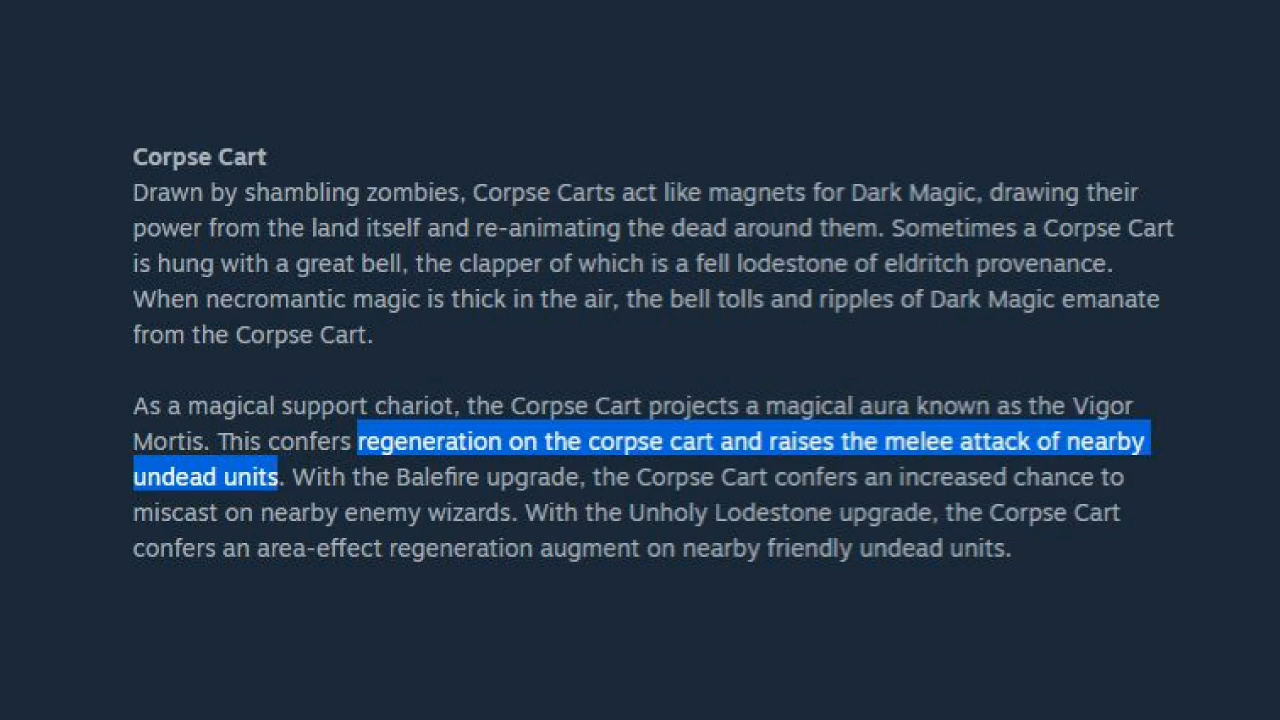 Corpse Cart
Drawn by shambling zombies, Corpse Carts act like magnets for Dark Magic, drawing their
power from the land itself and re-animating the dead around them. Sometimes a Corpse Cart
is hung with a great bell, the clapper of which is a fell lodestone of eldritch provenance.
When necromantic magic is thick in the air, the bell tolls and ripples of Dark Magic emanate
from the Corpse Cart.
As a magical support chariot, the Corpse Cart projects a magical aura known as the Vigor
Mortis. This confers regeneration on the corpse cart and raises the melee attack of nearby
undead units. With the Balefire upgrade, the Corpse Cart confers an increased chance to
miscast on nearby enemy wizards. With the Unholy Lodestone upgrade, the Corpse Cart
confers an area-effect regeneration augment on nearby friendly undead units.